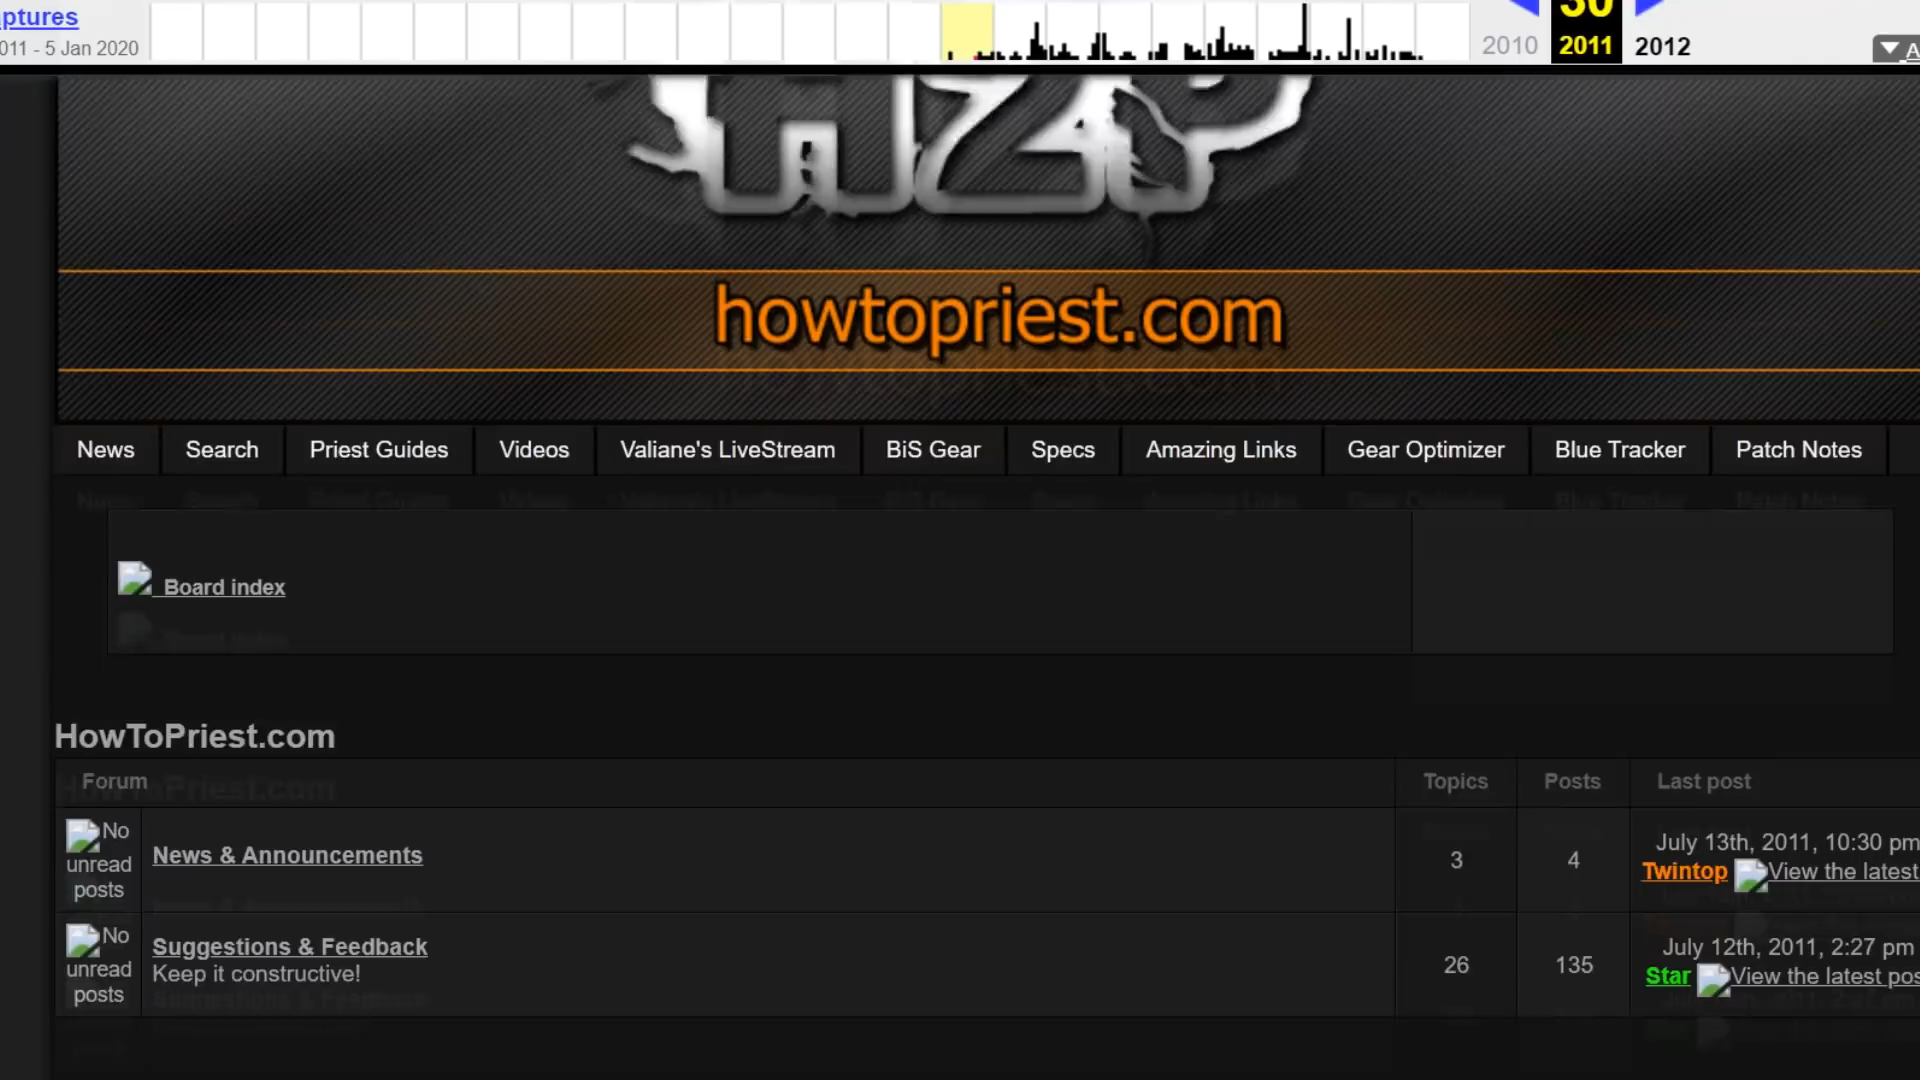 ptures
011 - 5 Jan 2020
30
2010 2011 2012
H2P
howtopriest.com
News Search Priest Guides Videos Valiane's LiveStream BiS Gear Specs Amazing Links Gear Optimizer Blue Tracker Patch Notes
Board index
HowToPriest.com
Forum Topics Posts Last post
No unread posts
News & Announcements
3
4
July 13th, 2011, 10:30 pm
Twintop View the latest
No unread posts
Suggestions & Feedback
Keep it constructive!
26
135
July 12th, 2011, 2:27 pm
Star View the latest pos